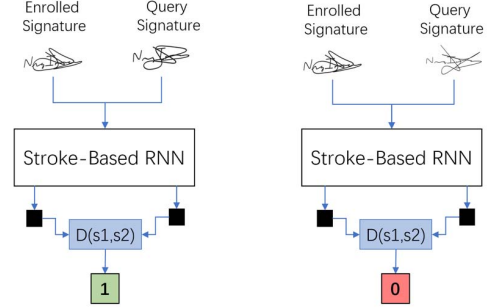 Enrolled
Signature
Query
Signature
Stroke-Based RNN
D(s1,s2)
1
Enrolled
Signature
Query
Signature
Stroke-Based RNN
D(s1,s2)
0